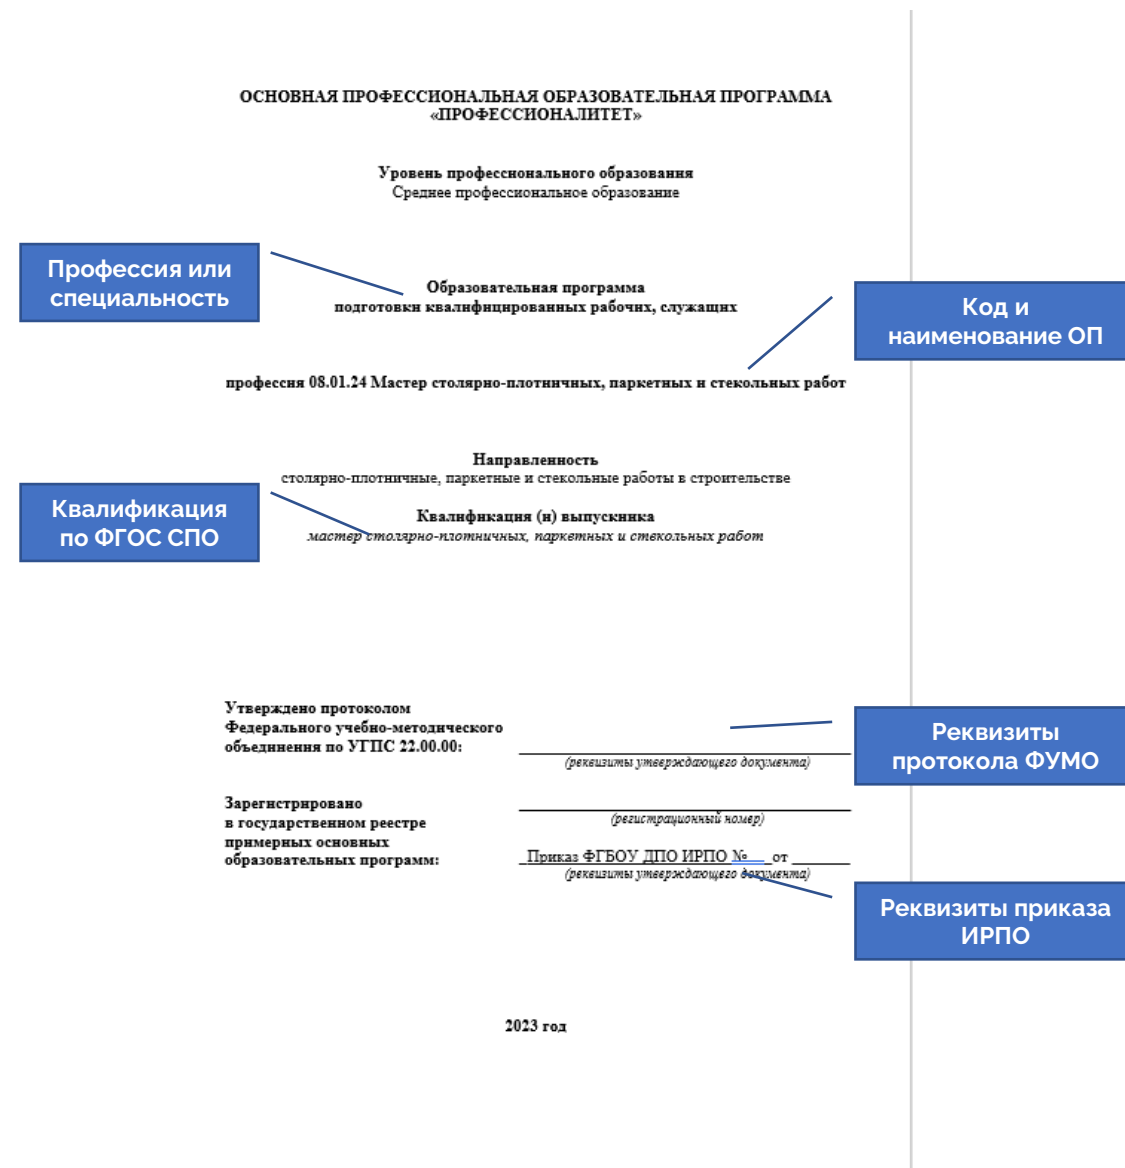 ОСНОВНАЯ ПРОФЕССИОНАЛЬНАЯ ОБРАЗОВАТЕЛЬНАЯ ПРОГРАММА
«ПРОФЕССИОНАЛИТЕТ»
Уровень профессионального образования
Среднее профессиональное образование
Профессия или
специальность
Образовательная программа
подготовки квалифицированных рабочих, служащих
Код и
наименование ОП
профессия 08.01.24 Мастер столярно-плотничных, паркетных и стекольных работ
Направленность
столярно-плотничные, паркетные и стекольные работы в строительстве
Квалификация
по ФГОС СПО
Квалификация (и) выпускника
мастер столярно-плотничных, паркетных и стекольных работ
Утверждено протоколом
Федерального учебно-методического
объединения по УГПС 22.00.00:
(реквизиты утверждающего документа)
Реквизиты
протокола ФУМО
Зарегистрировано
в государственном реестре
примерных основных
образовательных программ:
(регистрационный номер)
Приказ ФГБОУ ДПО ИРПО №___ от ______
(реквизиты утверждающего документа)
Реквизиты приказа
ИРПО
2023 год